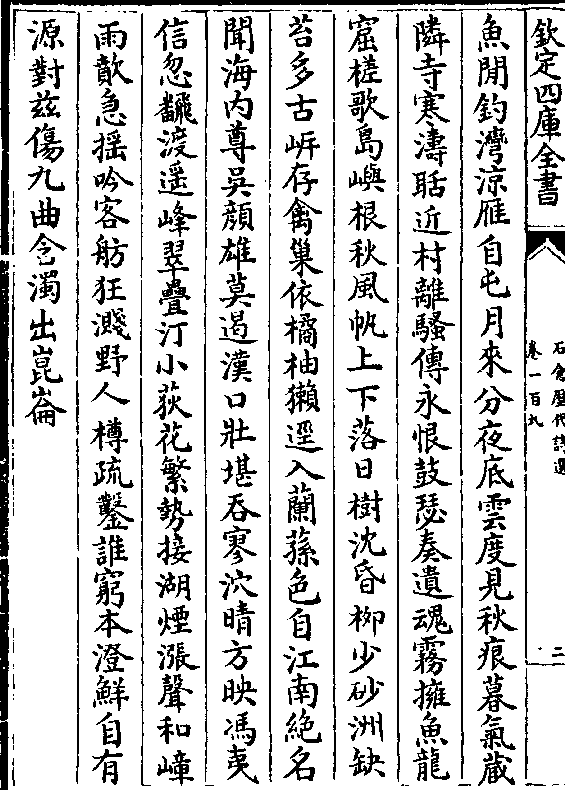 欽定四庫全書
石倉歷代詩選
卷一百九
二
魚閒釣灣涼雁自屯月來分夜底雲度見秋痕暮氣蔵
隣寺寒濤聒近村離騷傳永恨鼓瑟奏遺魂霧擁魚龍
窟槎歌島嶼根秋風帆上下落日樹沈昏栁少砂洲缺
苔多古岸存禽巢依橘柚獺逕入蘭蓀色自江南絶名
聞海内尊吳顔雄莫遏漢口壯堪吞寥泬晴方映馮夷
信忽飜渡遥峰翠疊汀小荻花繁勢接湖煙漲聲和嶂
雨歕急摇吟客舫狂濺野人樽疏鑿誰窮本澄鮮自有
源對兹傷九曲含濁出崑崙